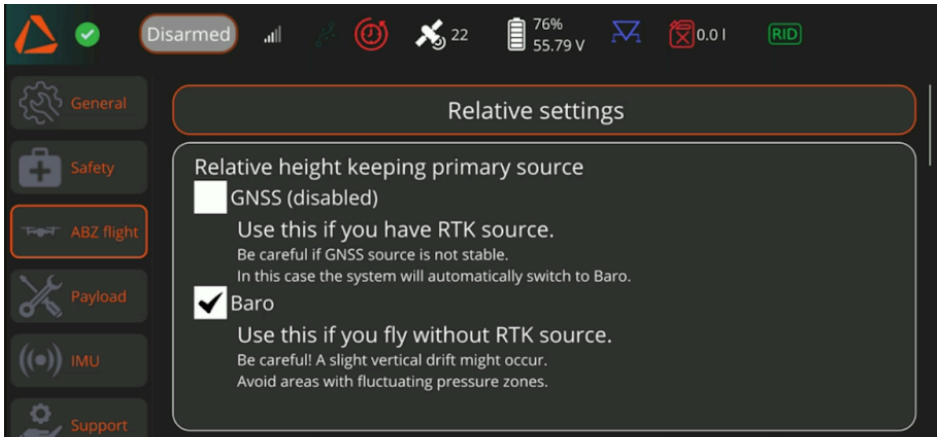 Disarmed
22
76%
55.79 V
0.0 l
RID
General
Safety
ABZ flight
Payload
IMU
Support
Relative settings
Relative height keeping primary source
GNSS (disabled)
Use this if you have RTK source.
Be careful if GNSS source is not stable.
In this case the system will automatically switch to Baro.
Baro
Use this if you fly without RTK source.
Be careful! A slight vertical drift might occur.
Avoid areas with fluctuating pressure zones.